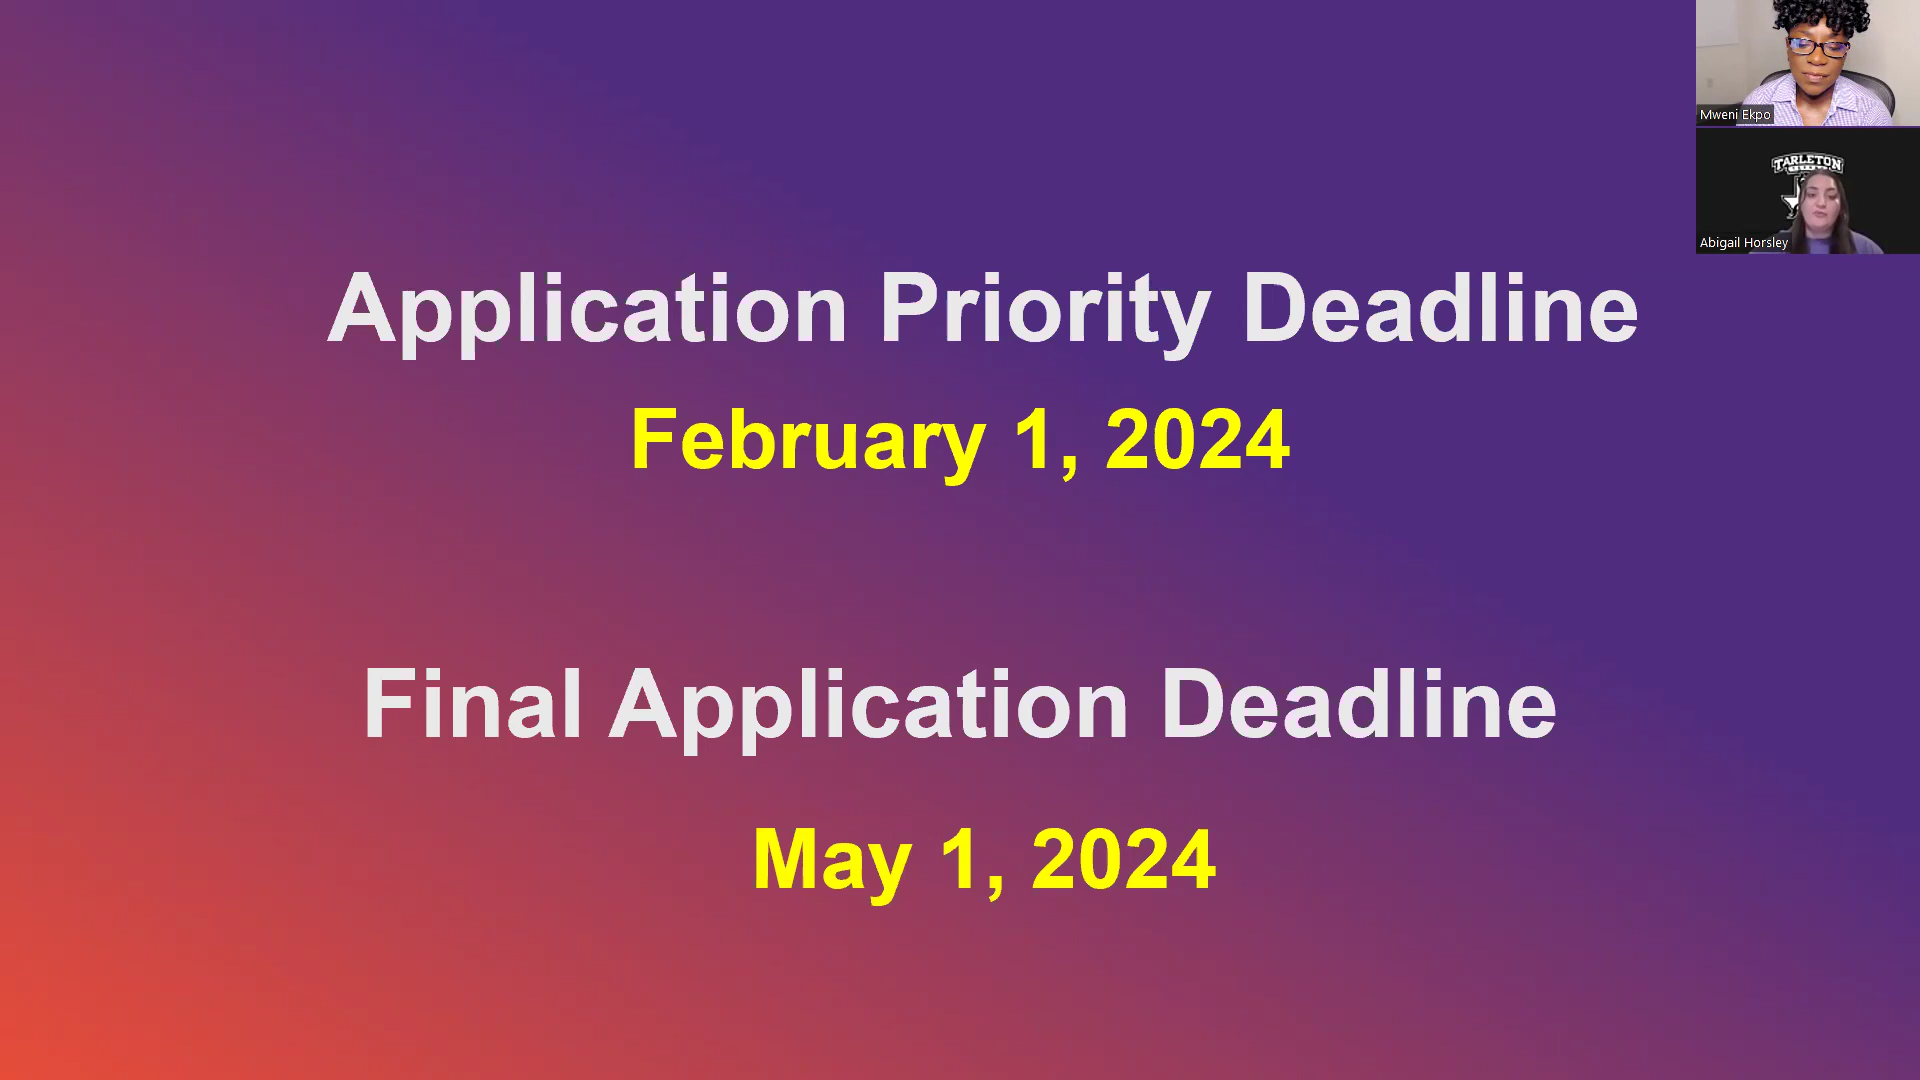 Application Priority Deadline
February 1, 2024
Final Application Deadline
May 1, 2024
Mweni Ekpo
TARLETON
Abigail Horsley